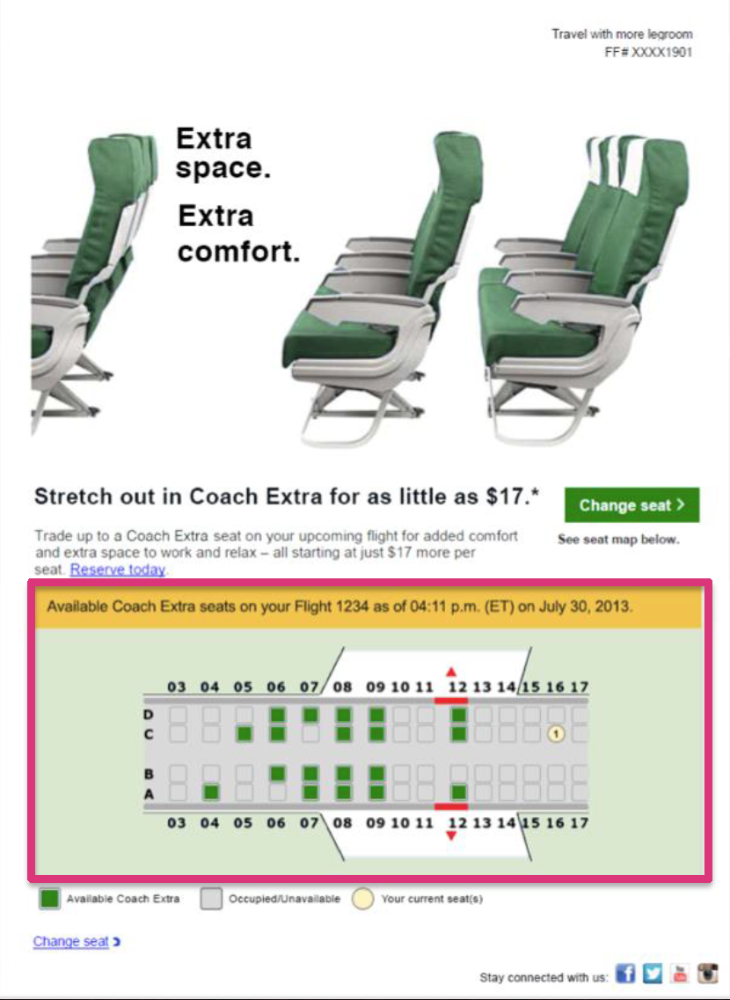 Travel with more legroom
FF# XXXX1901
Extra
space.
Extra
comfort.
Stretch out in Coach Extra for as little as $17.*
Change seat >
Trade up to a Coach Extra seat on your upcoming flight for added comfort
and extra space to work and relax – all starting at just $17 more per
seat. Reserve today.
See seat map below.
Available Coach Extra seats on your Flight 1234 as of 04:11 p.m. (ET) on July 30, 2013.
03 04 05 06 07 08 09 10 11 12 13 14 15 16 17
D
C
1
B
A
03 04 05 06 07 08 09 10 11 12 13 14 15 16 17
Available Coach Extra
Occupied/Unavailable
Your current seat(s)
Change seat
Stay connected with us: